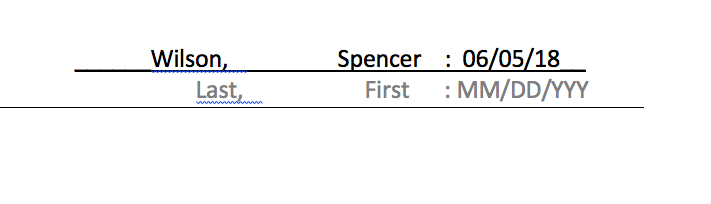 Wilson, Spencer : 06/05/18
Last, First : MM/DD/YYY